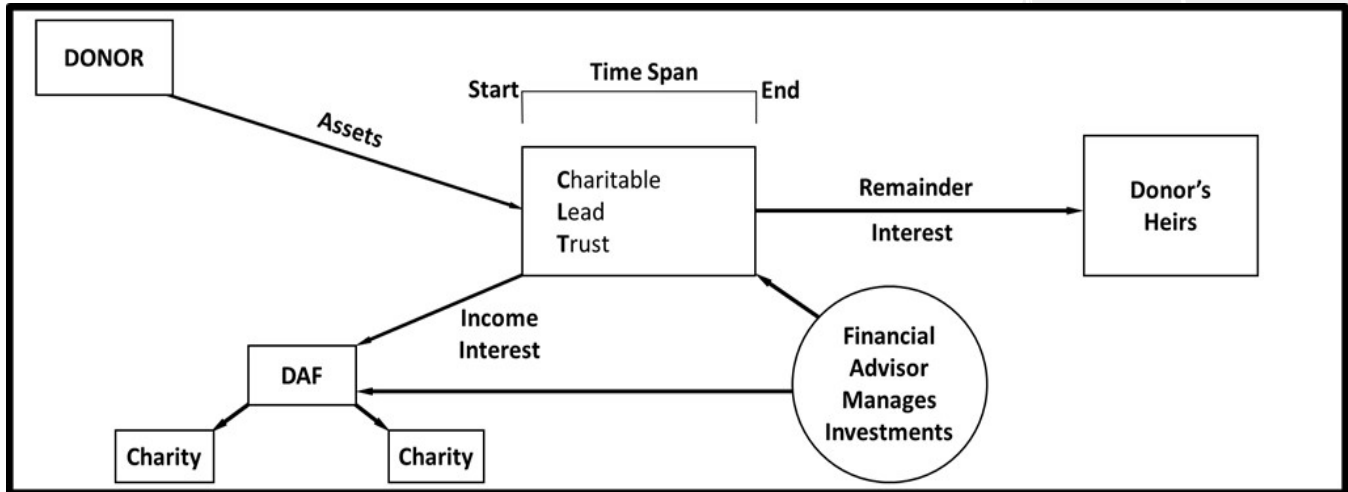 DONOR
Time Span
Start
End
Assets
Charitable
Lead
Trust
Remainder
Interest
Donor's
Heirs
Income
Interest
Financial
Advisor
Manages
Investments
DAF
Charity
Charity